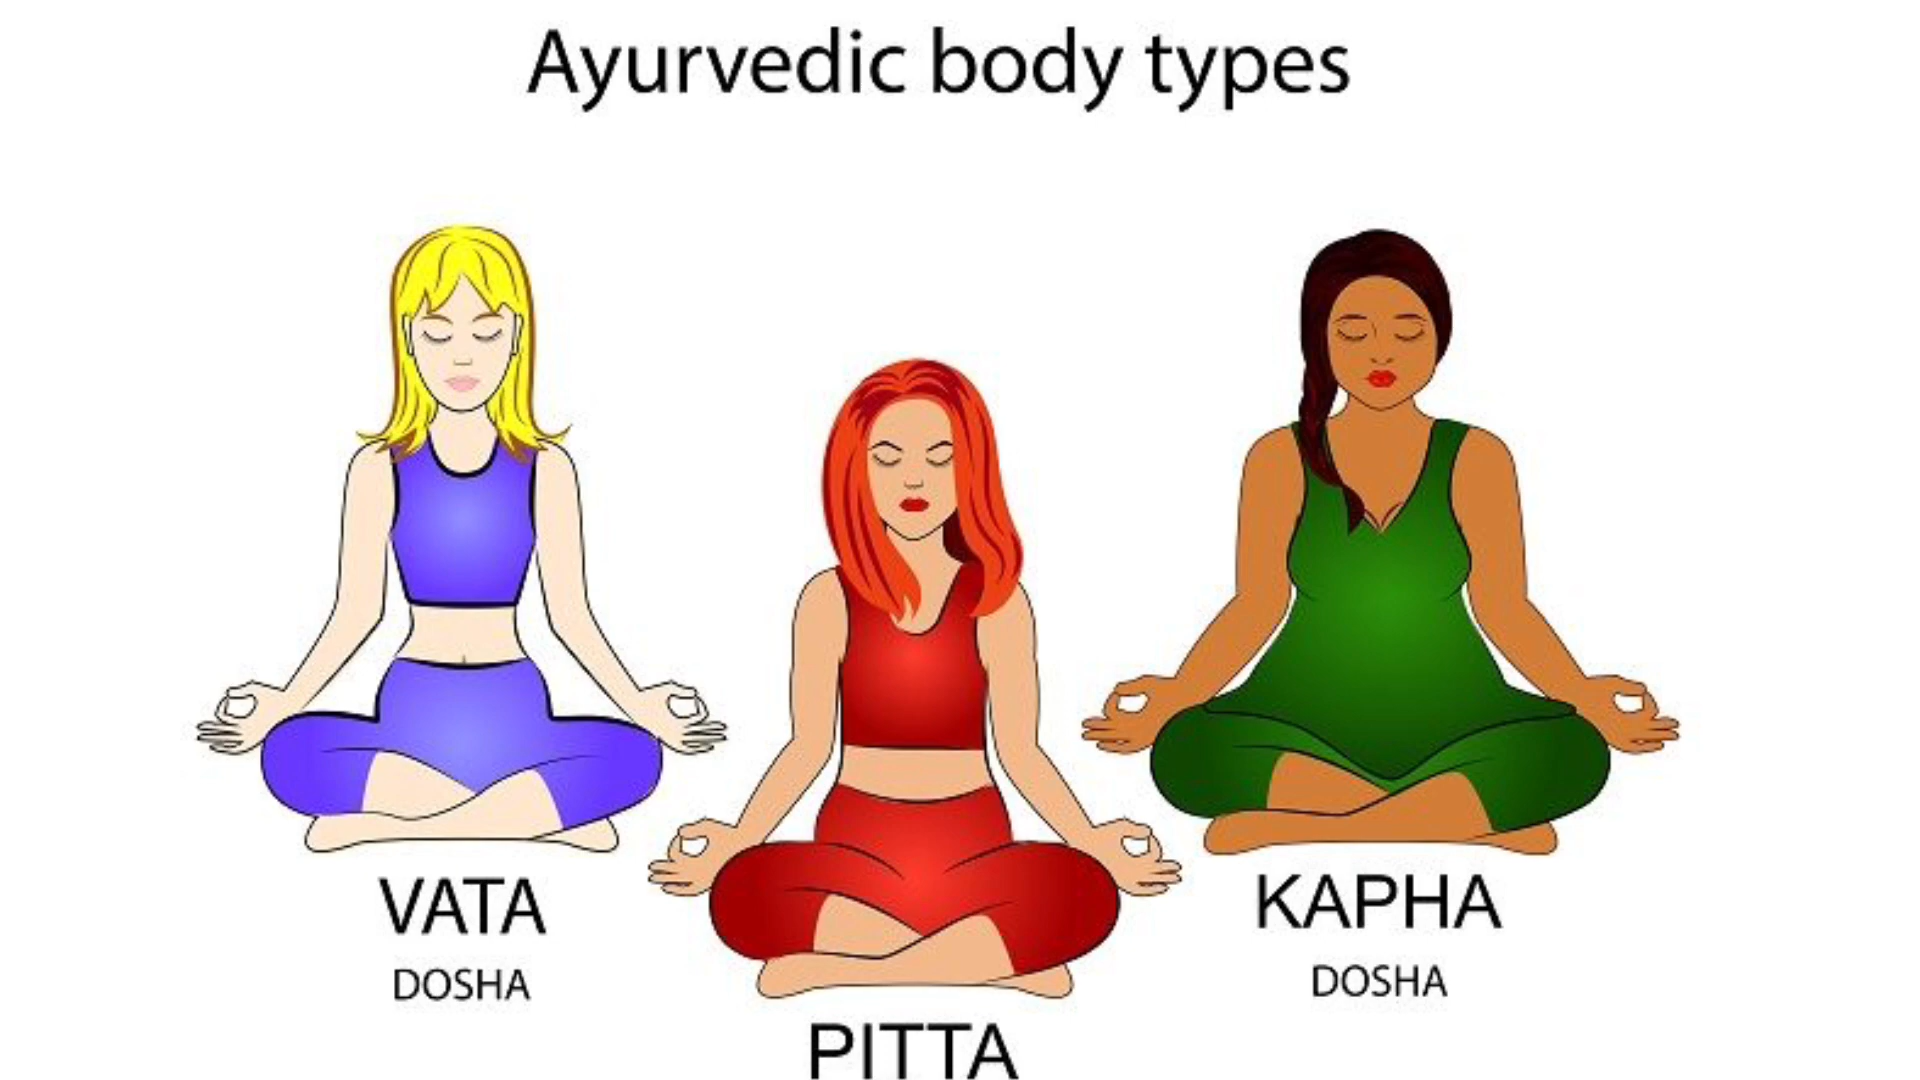 Ayurvedic body types
VATA
DOSHA
PITTA
KAPHA
DOSHA